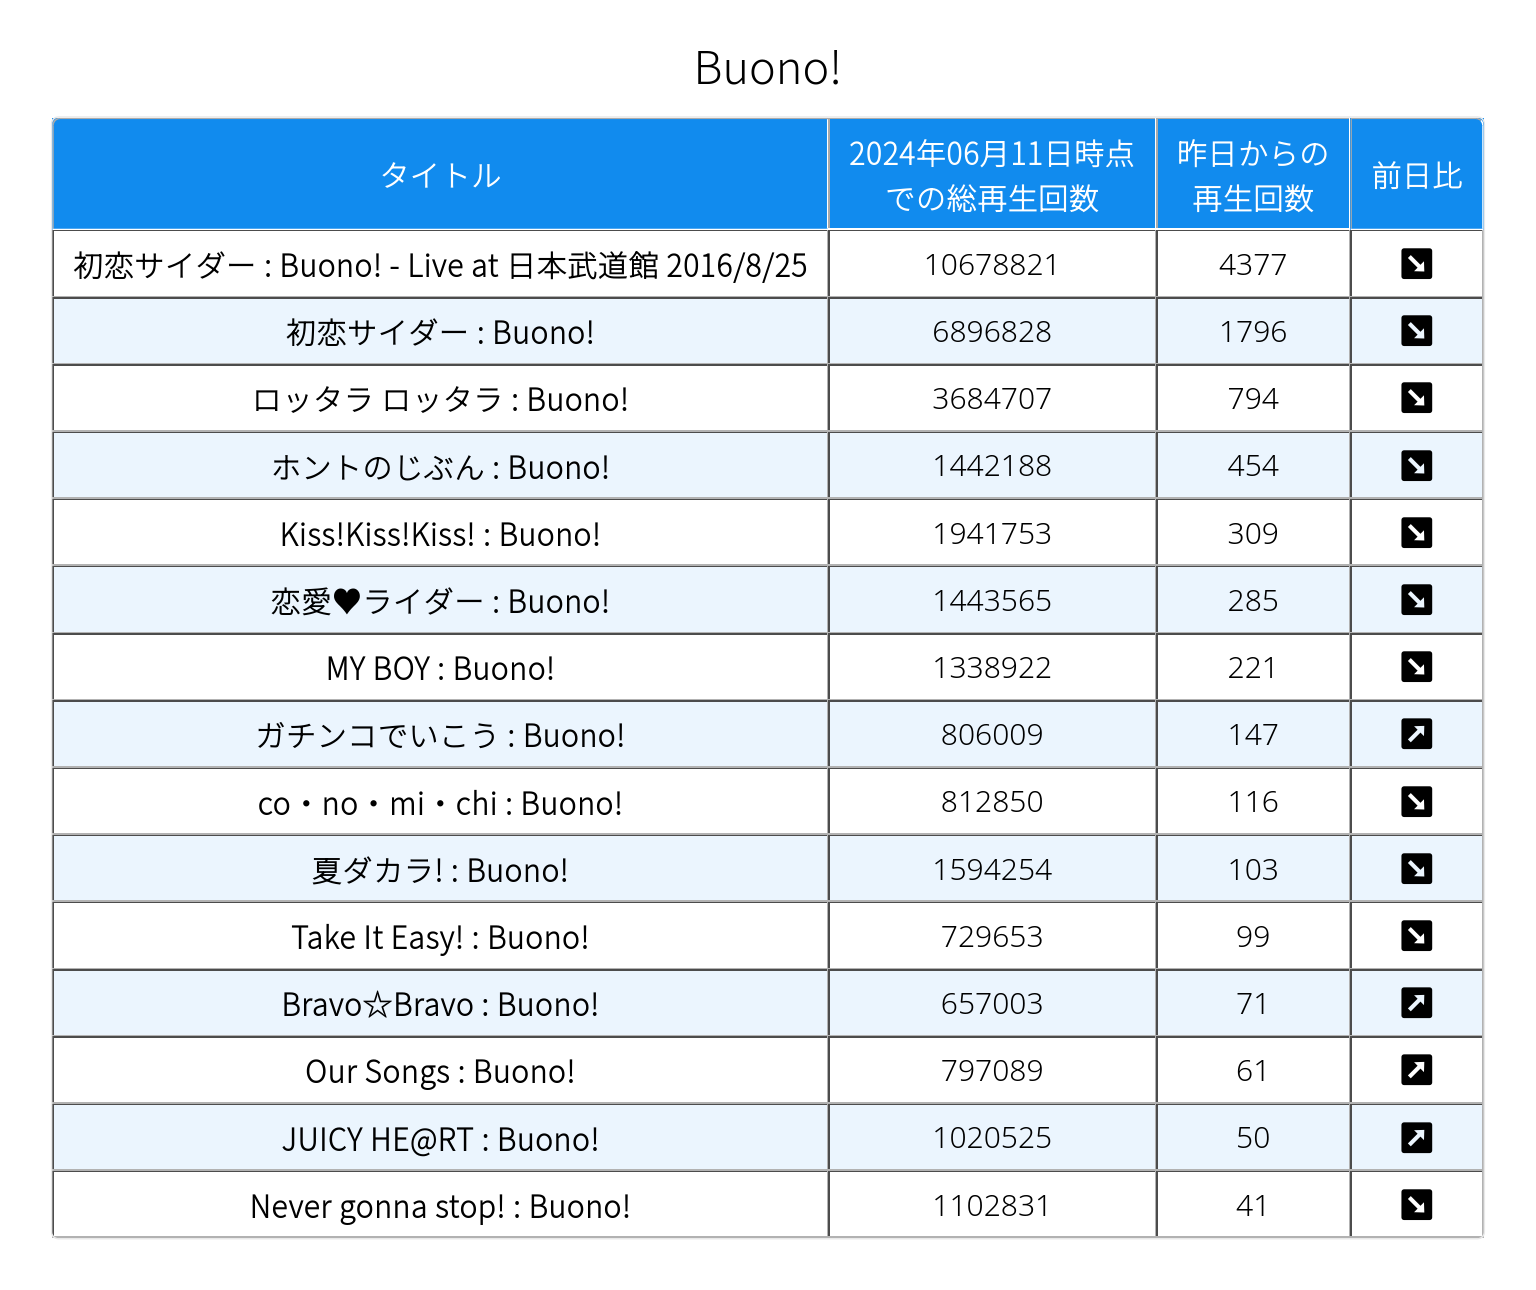 Buono!
タイトル 2024年06月11日時点での総再生回数 昨日からの再生回数 前日比
初恋サイダー : Buono! - Live at 日本武道館 2016/8/25 10678821 4377 ↘
初恋サイダー : Buono! 6896828 1796 ↘
ロッタラ ロッタラ : Buono! 3684707 794 ↘
ホントのじぶん : Buono! 1442188 454 ↘
Kiss!Kiss!Kiss! : Buono! 1941753 309 ↘
恋愛♥ライダー : Buono! 1443565 285 ↘
MY BOY : Buono! 1338922 221 ↘
ガチンコでいこう : Buono! 806009 147 ↗
co・no・mi・chi : Buono! 812850 116 ↘
夏ダカラ! : Buono! 1594254 103 ↘
Take It Easy! : Buono! 729653 99 ↘
Bravo☆Bravo : Buono! 657003 71 ↗
Our Songs : Buono! 797089 61 ↗
JUICY HE@RT : Buono! 1020525 50 ↗
Never gonna stop! : Buono! 1102831 41 ↘